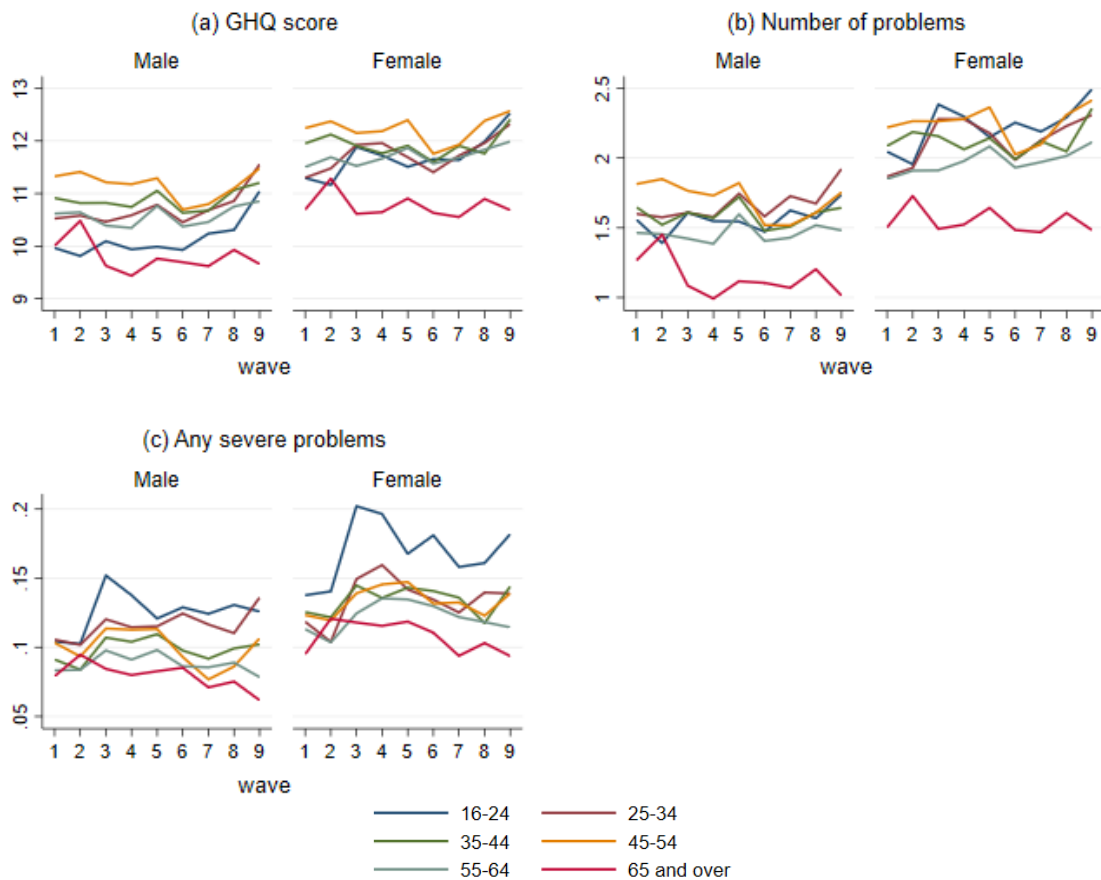 (a) GHQ score
Male Female
13
12
11
10
9
1 2 3 4 5 6 7 8 9 1 2 3 4 5 6 7 8 9
wave
(b) Number of problems
Male Female
2.5
2
1.5
1
1 2 3 4 5 6 7 8 9 1 2 3 4 5 6 7 8 9
wave
(c) Any severe problems
Male Female
.2
.15
.1
.05
1 2 3 4 5 6 7 8 9 1 2 3 4 5 6 7 8 9
wave
16-24 25-34
35-44 45-54
55-64 65 and over